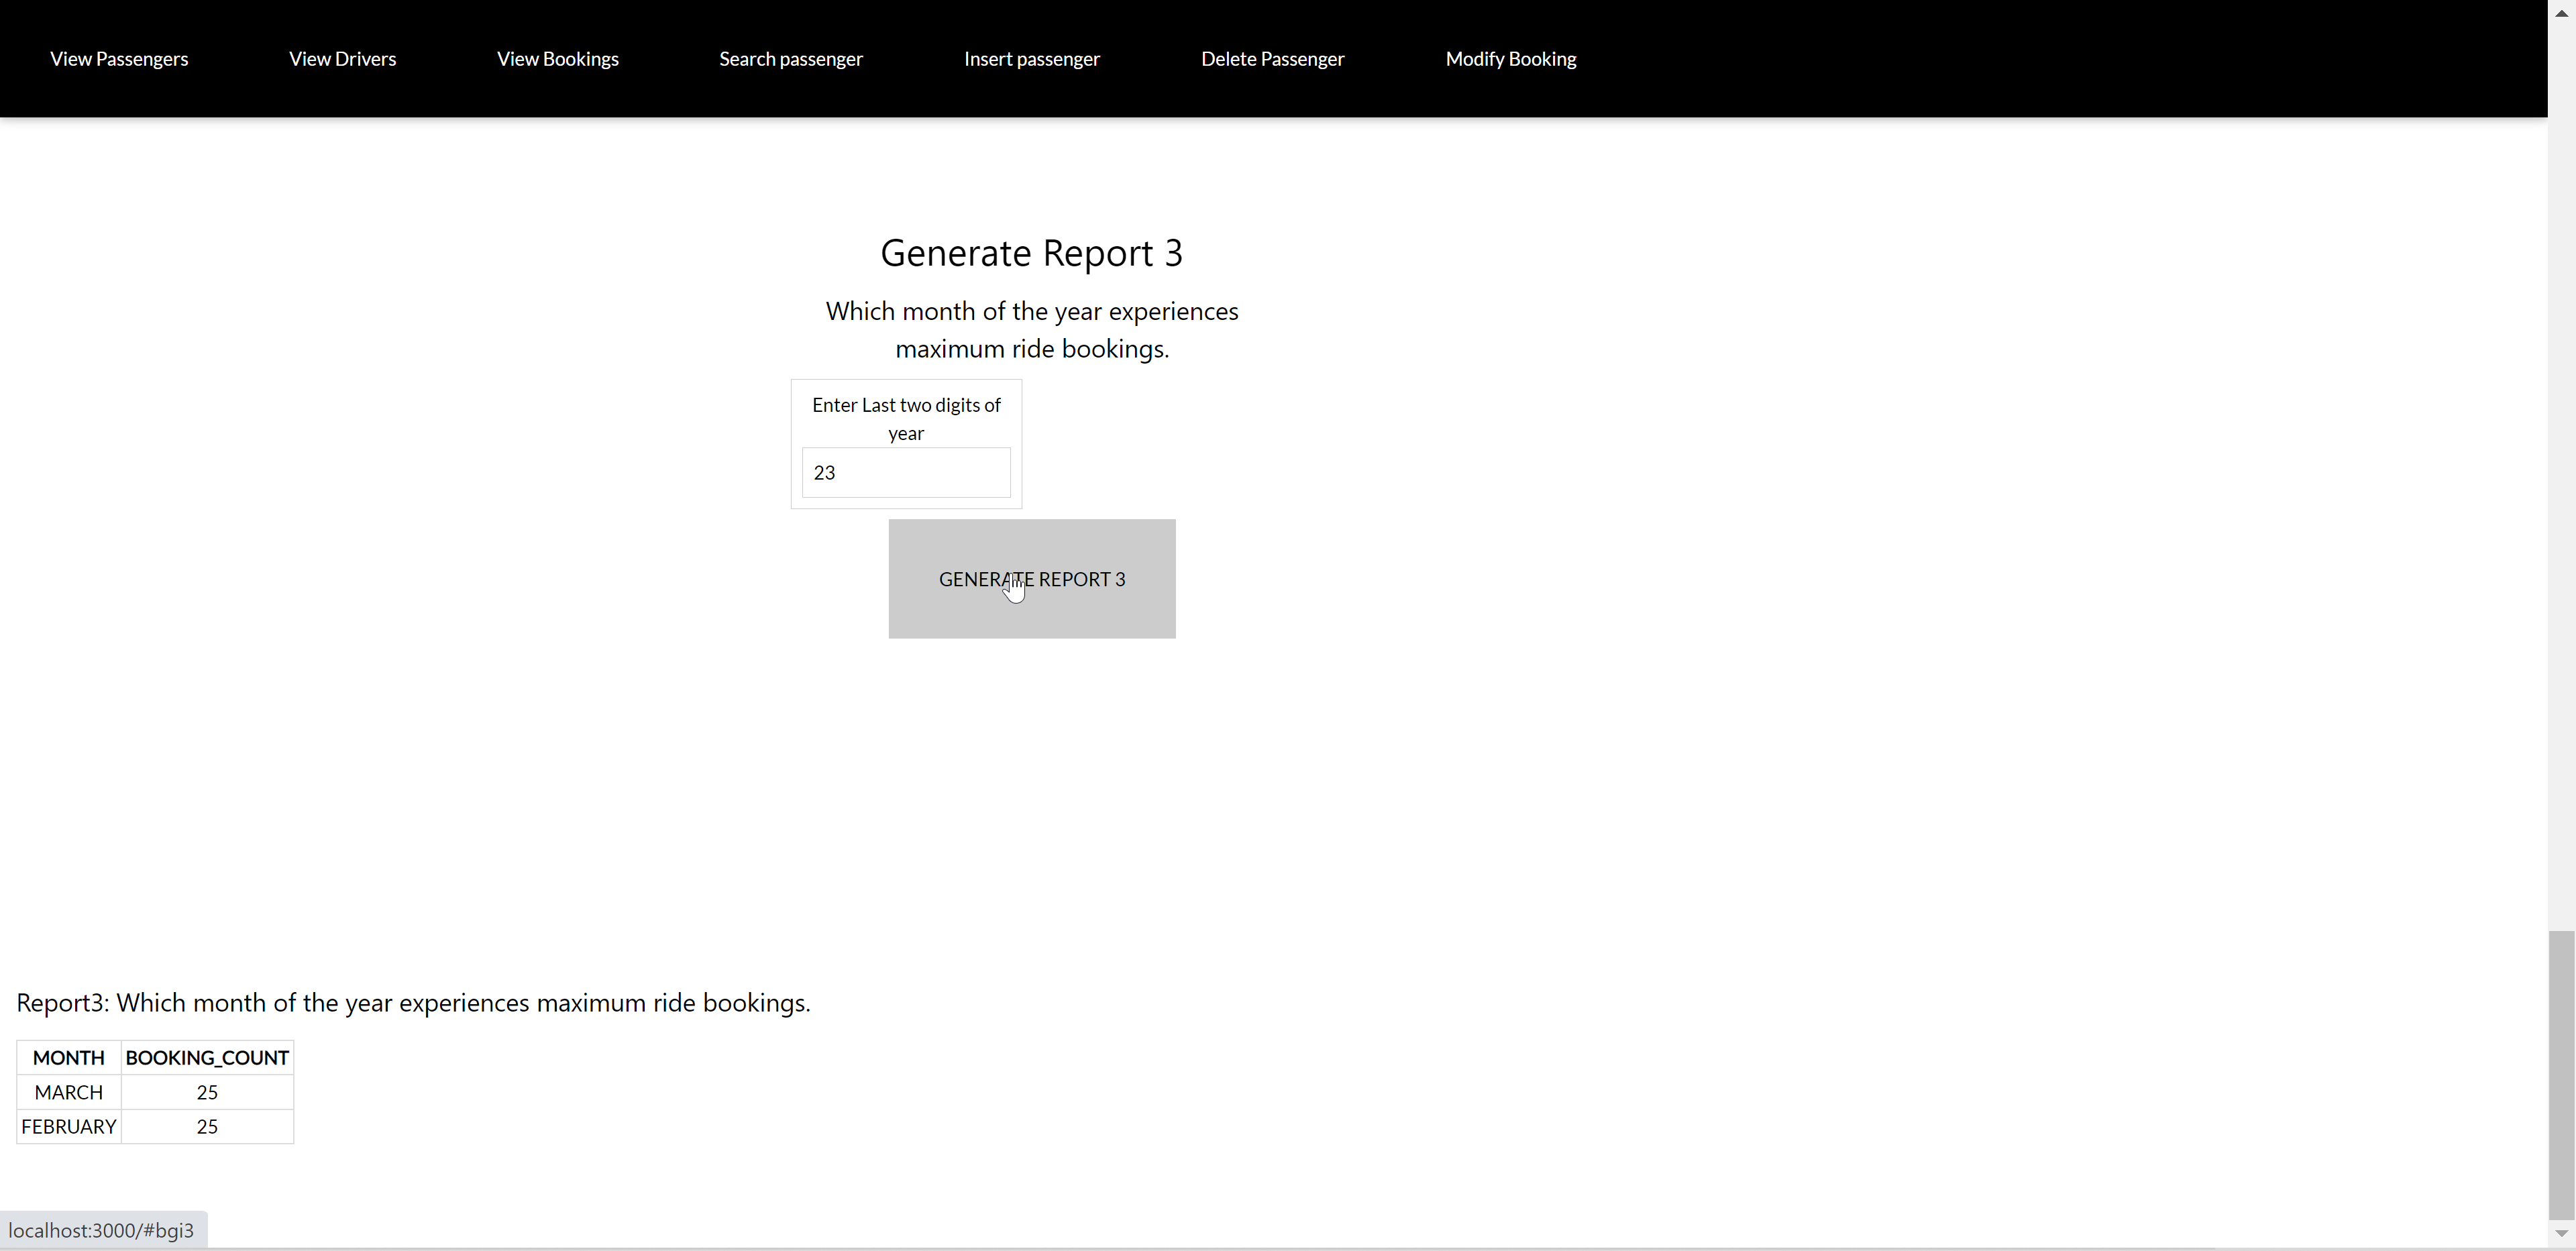 View Passengers View Drivers View Bookings Search passenger Insert passenger Delete Passenger Modify Booking
Generate Report 3
Which month of the year experiences
maximum ride bookings.
Enter Last two digits of
year
23
GENERATE REPORT 3
Report3: Which month of the year experiences maximum ride bookings.
MONTH BOOKING_COUNT
MARCH 25
FEBRUARY 25
localhost:3000/#bgi3